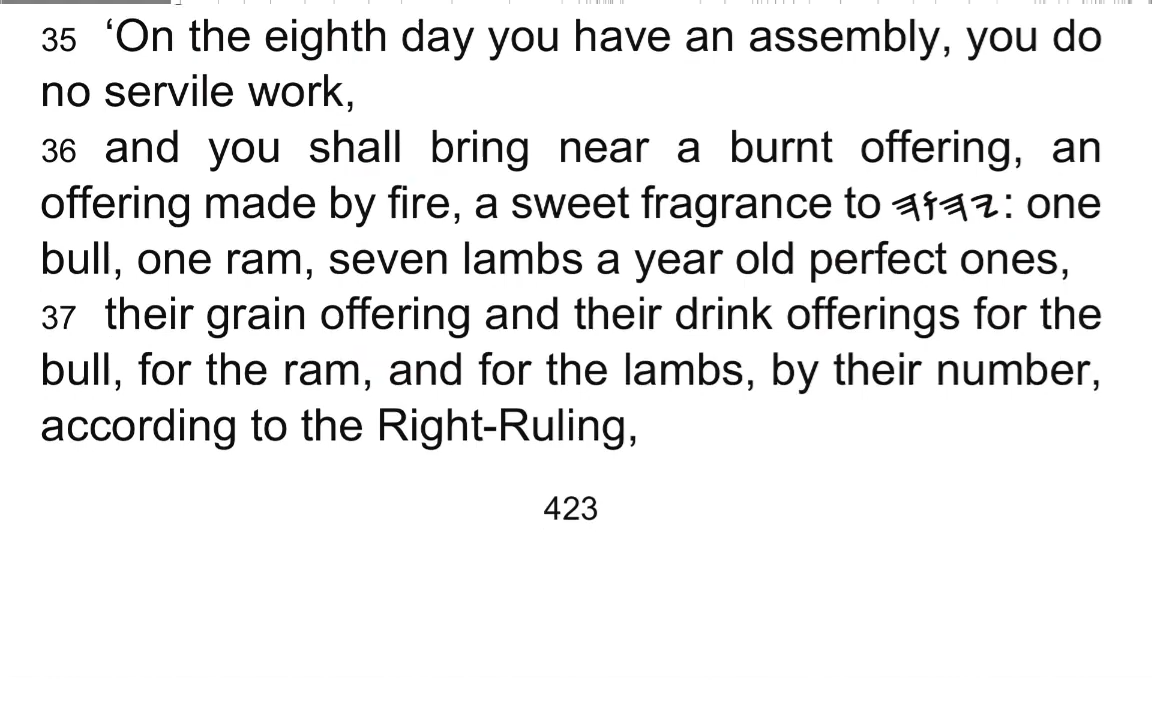 35 ‘On the eighth day you have an assembly, you do
no servile work,
36 and you shall bring near a burnt offering, an
offering made by fire, a sweet fragrance to 𐤉𐤄𐤅𐤄: one
bull, one ram, seven lambs a year old perfect ones,
37 their grain offering and their drink offerings for the
bull, for the ram, and for the lambs, by their number,
according to the Right-Ruling,
423